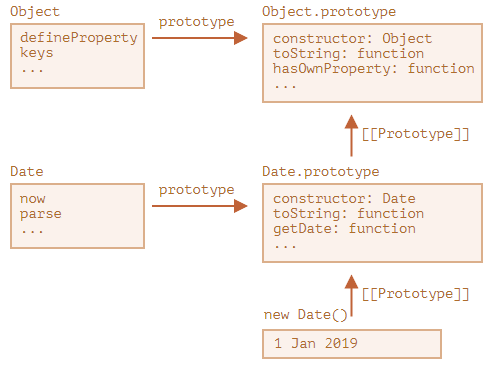 Object
defineProperty
keys
...
prototype
Object.prototype
constructor: Object
toString: function
hasOwnProperty: function
...
[[Prototype]]
Date
now
parse
...
prototype
Date.prototype
constructor: Date
toString: function
getDate: function
...
[[Prototype]]
new Date()
1 Jan 2019